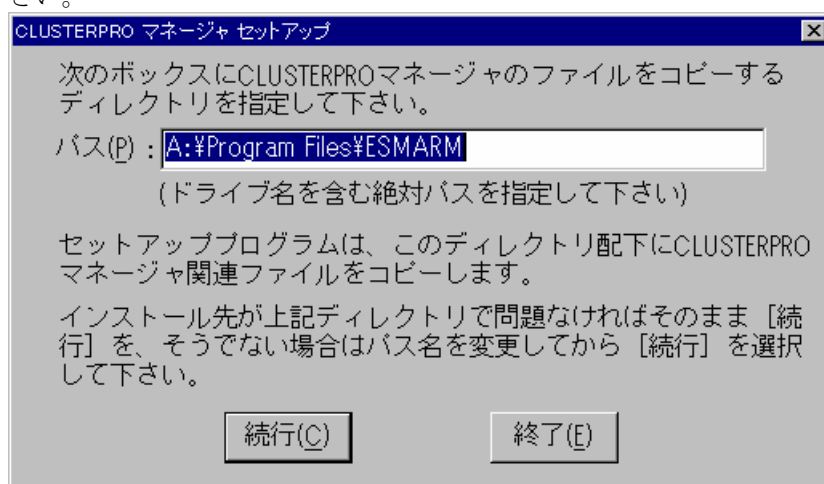 さい。
CLUSTERPRO マネージャ セットアップ
次のボックスにCLUSTERPROマネージャのファイルをコピーする
ディレクトリを指定して下さい。
パス(P) : A:¥Program Files¥ESMARM
(ドライブ名を含む絶対パスを指定して下さい)
セットアッププログラムは、このディレクトリ配下にCLUSTERPRO
マネージャ関連ファイルをコピーします。
インストール先が上記ディレクトリで問題なければそのまま［続
行］を、そうでない場合はパス名を変更してから［続行］を選択
して下さい。
続行(C) 終了(E)